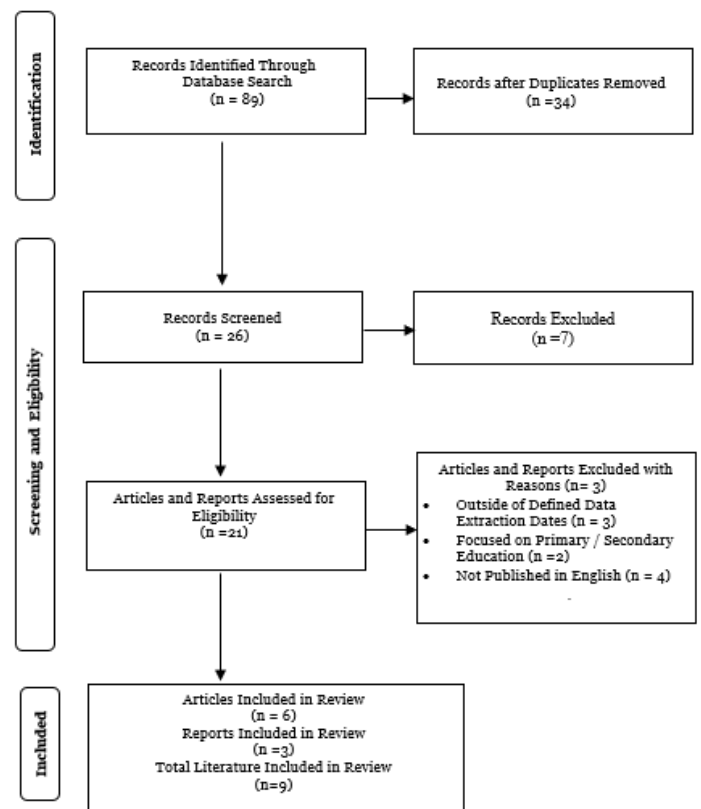 Identification
Records Identified Through
Database Search
(n = 89)
Records after Duplicates Removed
(n =34)
Screening and Eligibility
Records Screened
(n = 26)
Records Excluded
(n =7)
Articles and Reports Assessed for
Eligibility
(n =21)
Articles and Reports Excluded with
Reasons (n= 3)
• Outside of Defined Data
Extraction Dates (n = 3)
• Focused on Primary / Secondary
Education (n =2)
• Not Published in English (n = 4)
.
Included
Articles Included in Review
(n = 6)
Reports Included in Review
(n =3)
Total Literature Included in Review
(n=9)